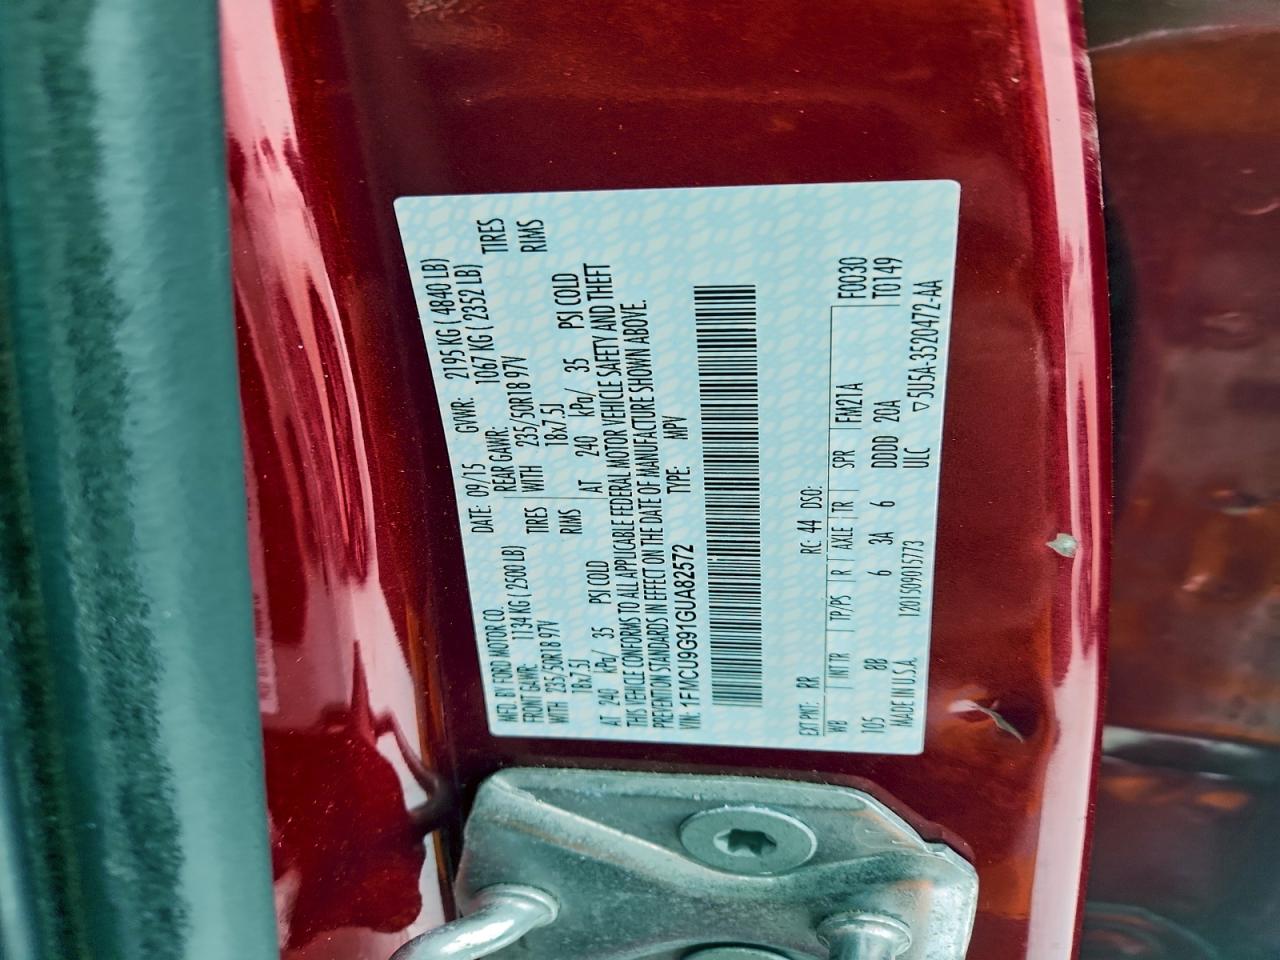 MFD. BY FORD MOTOR CO. DATE: 09/15 GVWR: 2195 KG ( 4840 LB)
FRONT GAWR: 1134 KG ( 2500 LB) REAR GAWR: 1067 KG ( 2352 LB)
WITH 235/50R18 97V TIRES WITH 235/50R18 97V TIRES
18x7.5J RIMS 18x7.5J RIMS
AT 240 kPa/ 35 PSI COLD AT 240 kPa/ 35 PSI COLD
THIS VEHICLE CONFORMS TO ALL APPLICABLE FEDERAL MOTOR VEHICLE SAFETY AND THEFT
PREVENTION STANDARDS IN EFFECT ON THE DATE OF MANUFACTURE SHOWN ABOVE.
VIN: 1FMCU9G91GUA82572 TYPE: MPV
EXT PNT: RR RC: 44 DSO: F0030
WB INT TR TP/PS R AXLE TR SPR FM21A T0149
105 8B 6 3A 6 DDDD 20A
MADE IN U.S.A. 1201509015773 ULC ▽5U5A-3520472-AA